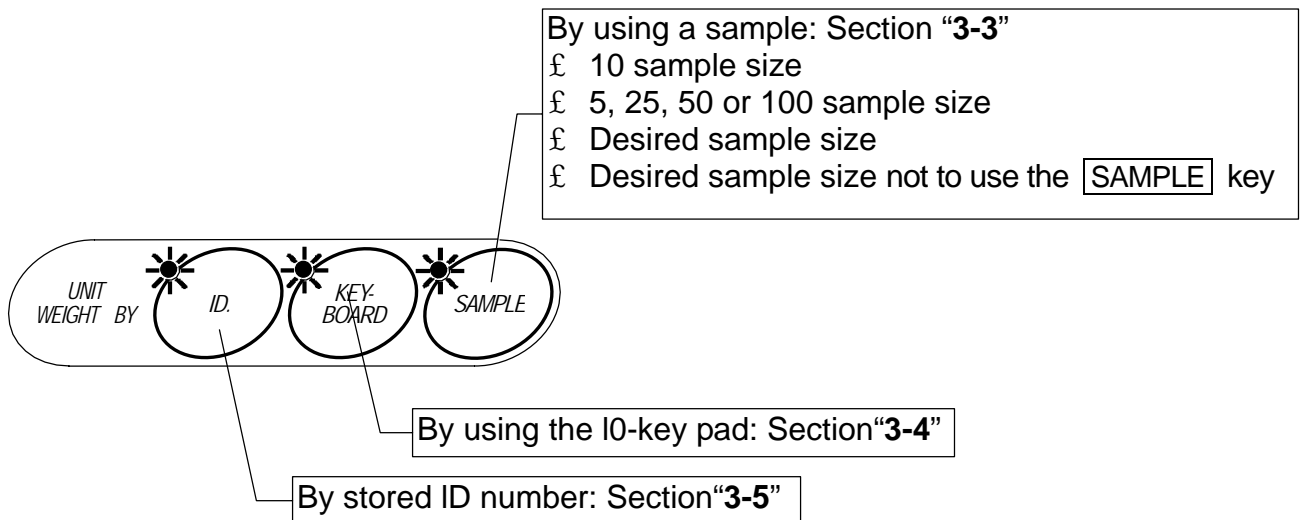 By using a sample: Section “3-3”
£ 10 sample size
£ 5, 25, 50 or 100 sample size
£ Desired sample size
£ Desired sample size not to use the SAMPLE key
UNIT
WEIGHT BY
ID.
KEY-
BOARD
SAMPLE
By using the l0-key pad: Section“3-4”
By stored ID number: Section“3-5”